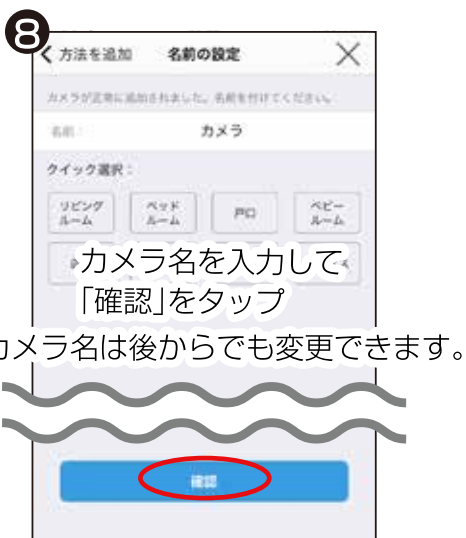 ❽
方法を追加 名前の設定
カメラが正常に追加されました。名前を付けてください。
名前: カメラ
クイック選択:
リビング
ルーム
ベッド
ルーム
戸口
ベビー
ルーム
カメラ名を入力して
「確認」をタップ
カメラ名は後からでも変更できます。
確認